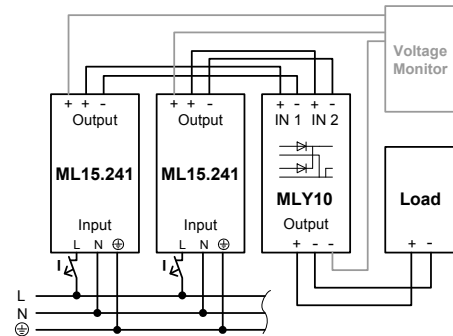 Voltage
Monitor
+ + -
Output
ML15.241
Input
L N ⏚
I
+ + -
Output
ML15.241
Input
L N ⏚
I
+ - + -
IN 1 IN 2
MLY10
Output
+ - -
Load
+ -
L
N
⏚